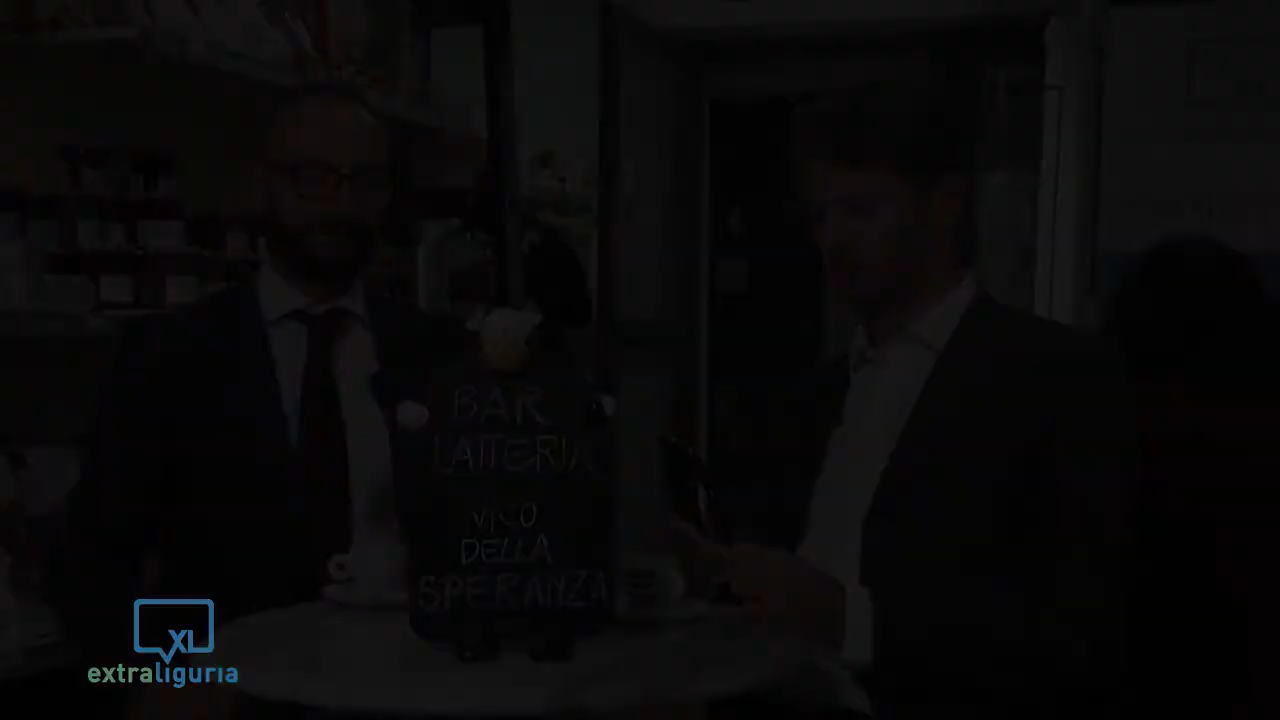 BAR
LATTERIA
VICO
DELLA
SPERANZA
XL
extraliguria